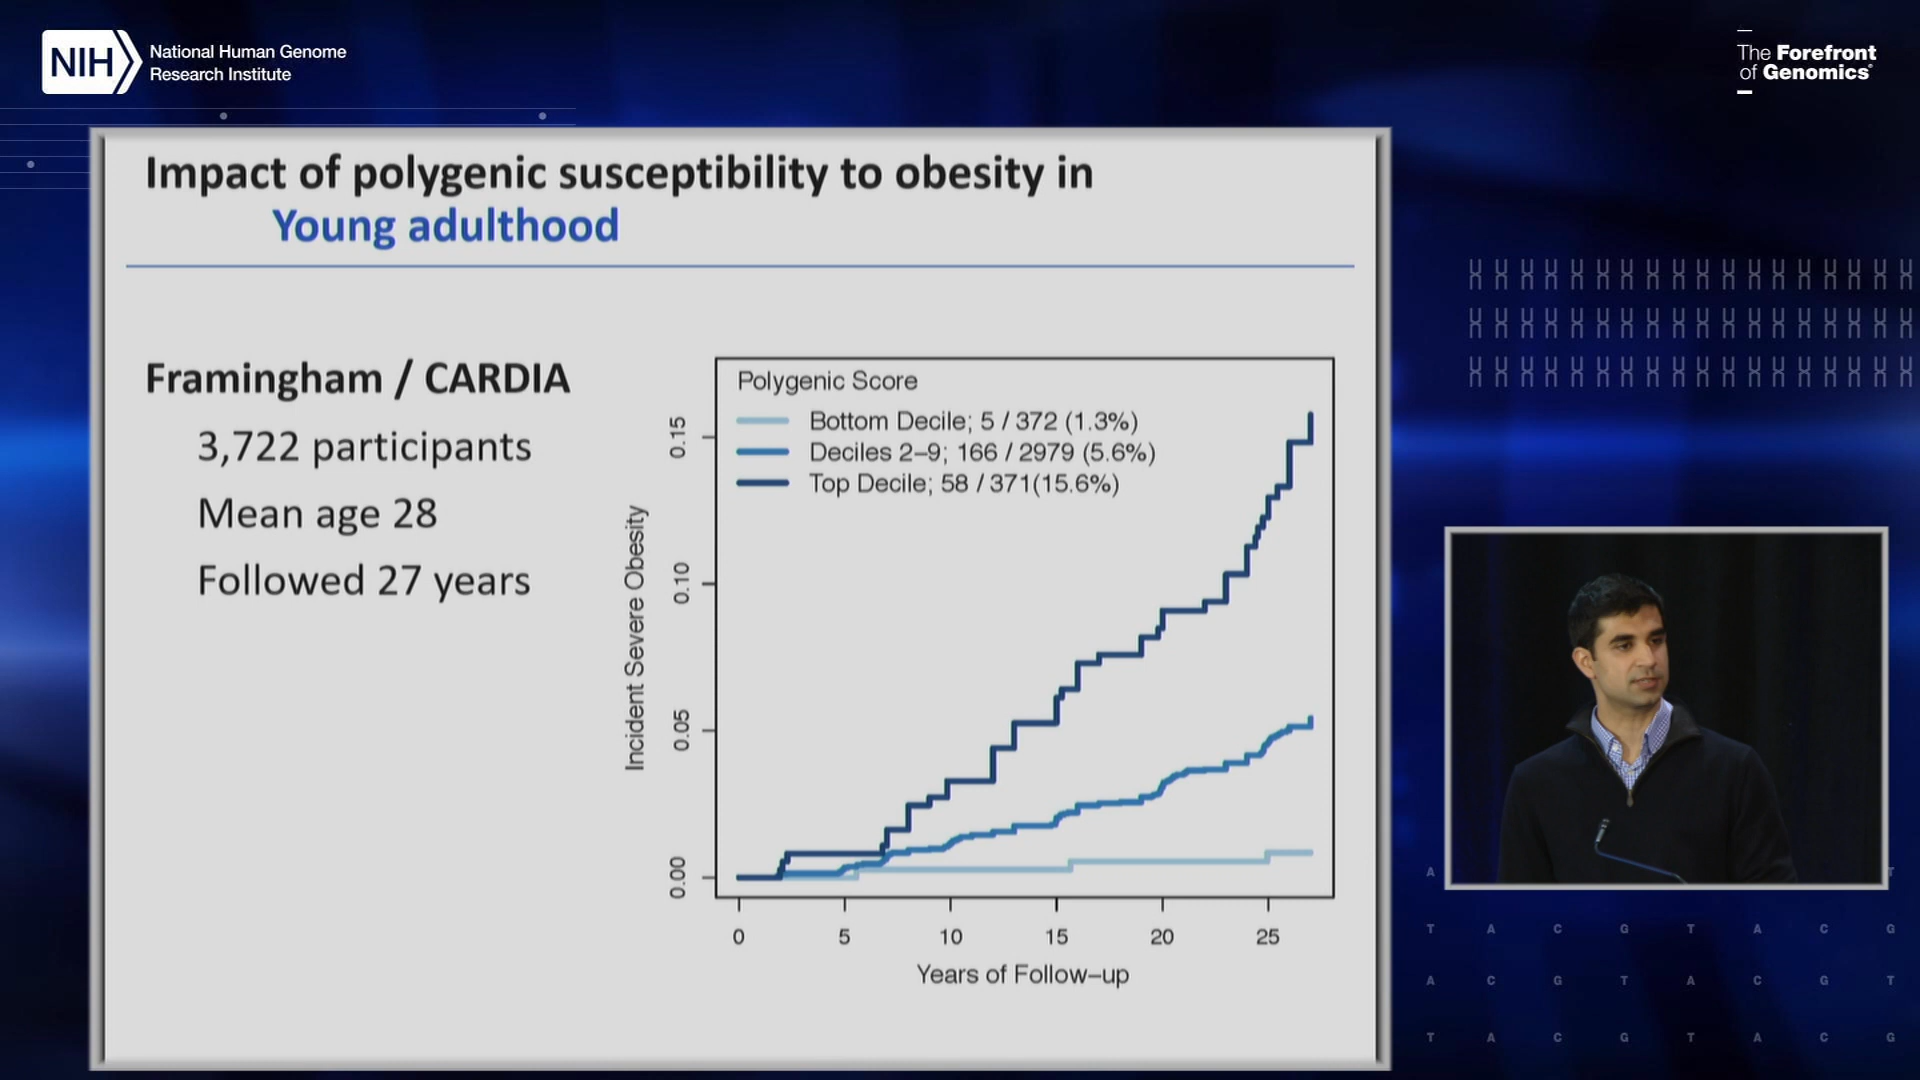 NIH
National Human Genome
Research Institute
The Forefront
of Genomics®
Impact of polygenic susceptibility to obesity in
Young adulthood
Framingham / CARDIA
3,722 participants
Mean age 28
Followed 27 years
Polygenic Score
Bottom Decile; 5 / 372 (1.3%)
Deciles 2–9; 166 / 2979 (5.6%)
Top Decile; 58 / 371(15.6%)
Incident Severe Obesity
0.15
0.10
0.05
0.00
0 5 10 15 20 25
Years of Follow–up
A T
T A C G T A C G
A C G T A C G T
T A C G T A C G